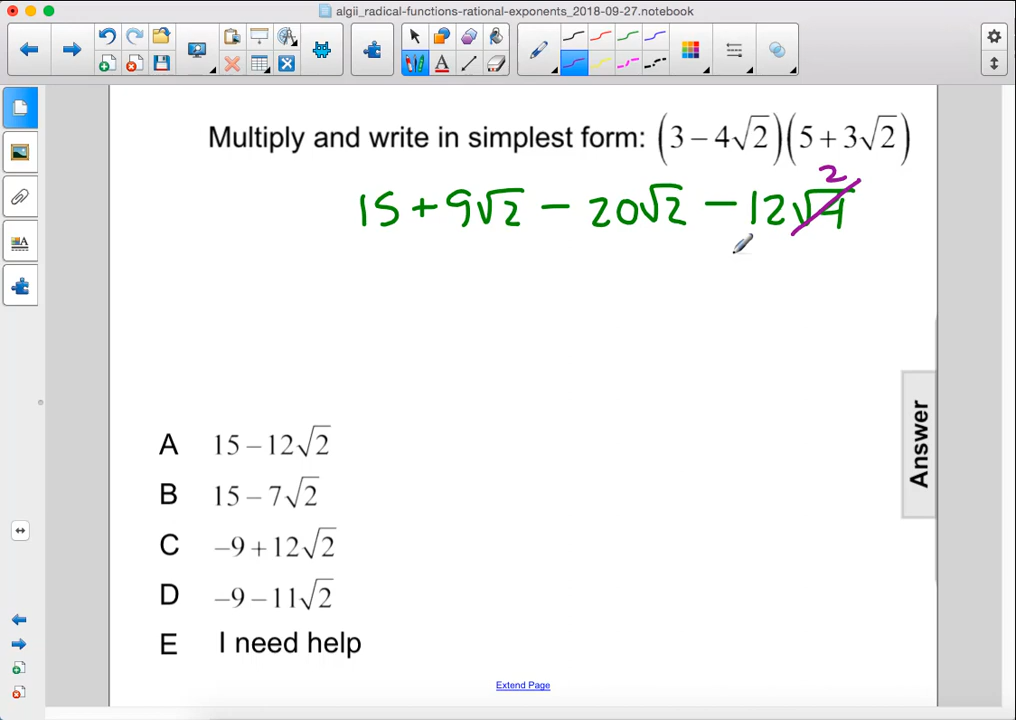 algii_radical-functions-rational-exponents_2018-09-27.notebook
Multiply and write in simplest form: (3 – 4√2)(5 + 3√2)
2
15 + 9√2 – 20√2 – 12√4
A 15 – 12√2
B 15 – 7√2
C –9 + 12√2
D –9 – 11√2
E I need help
Answer
Extend Page